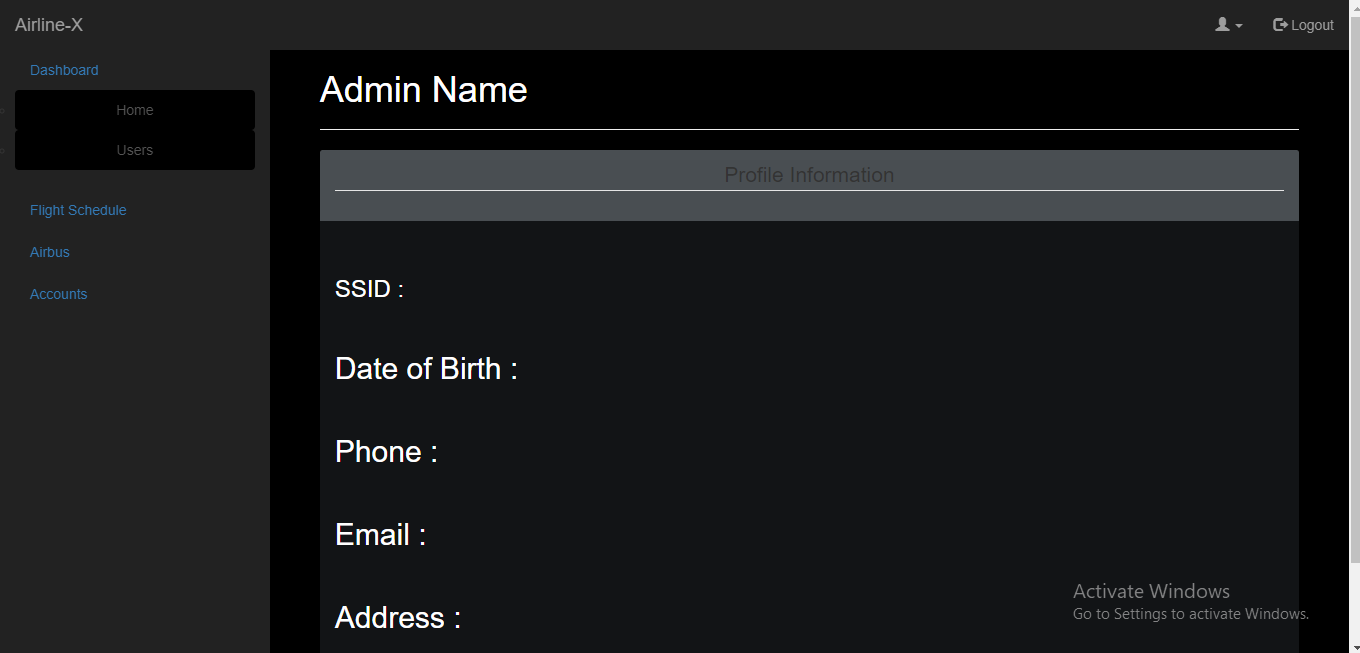 Airline-X
Logout
Dashboard
Home
Users
Flight Schedule
Airbus
Accounts
Admin Name
Profile Information
SSID :
Date of Birth :
Phone :
Email :
Address :
Activate Windows
Go to Settings to activate Windows.